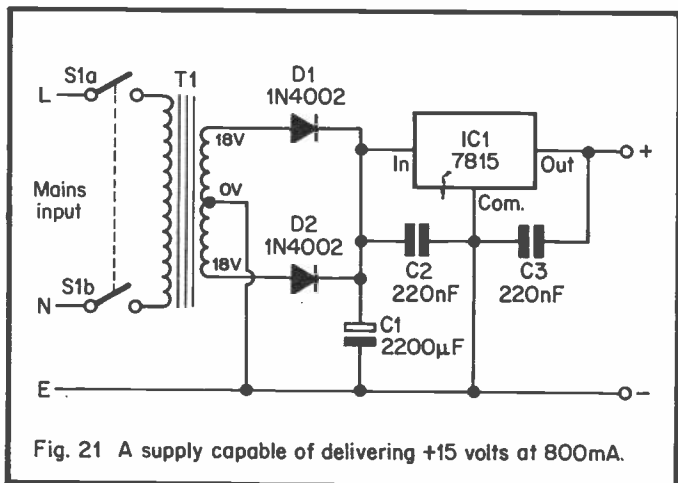 S1a
T1
D1
1N4002
L
18V
IC1
7815
In
Out
+
Mains
input
0V
Com.
D2
1N4002
C2
220nF
C3
220nF
S1b
18V
N
C1
2200µF
E
-
Fig. 21 A supply capable of delivering +15 volts at 800mA.